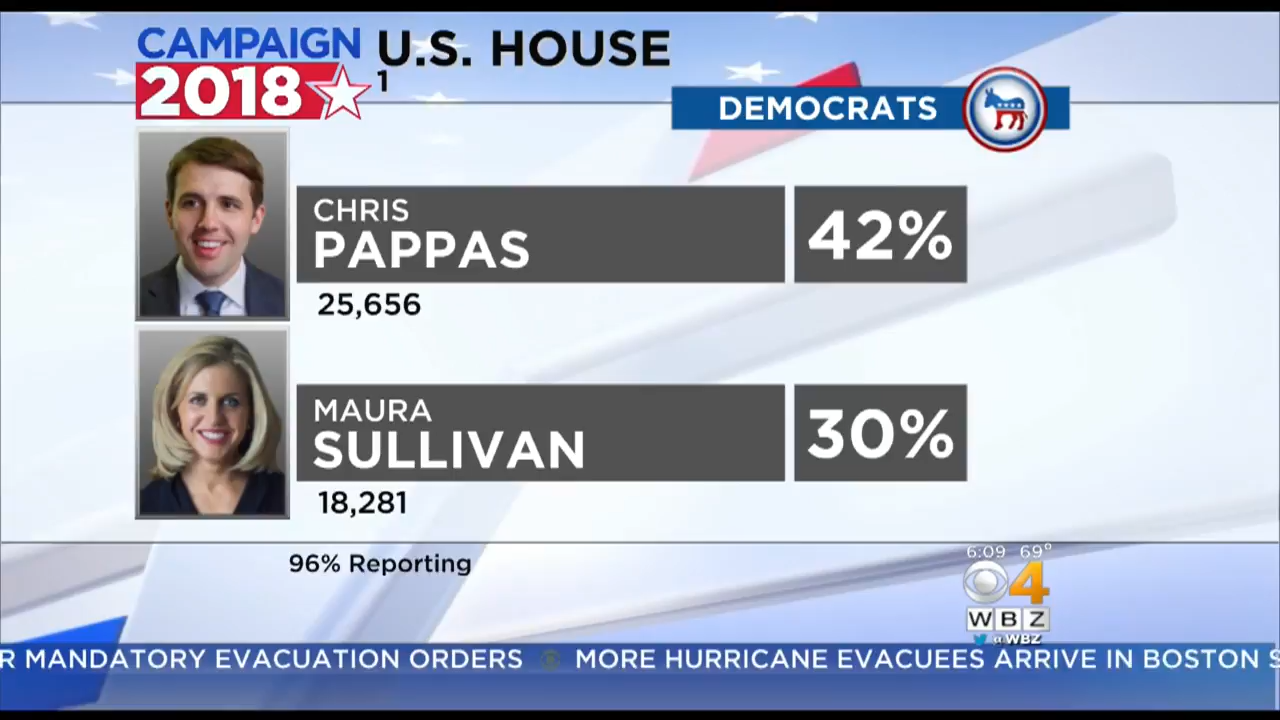 CAMPAIGN
2018
U.S. HOUSE
1
DEMOCRATS
CHRIS
PAPPAS
42%
25,656
MAURA
SULLIVAN
30%
18,281
96% Reporting
6:09 69°
4
WBZ
@WBZ
R MANDATORY EVACUATION ORDERS MORE HURRICANE EVACUEES ARRIVE IN BOSTON S